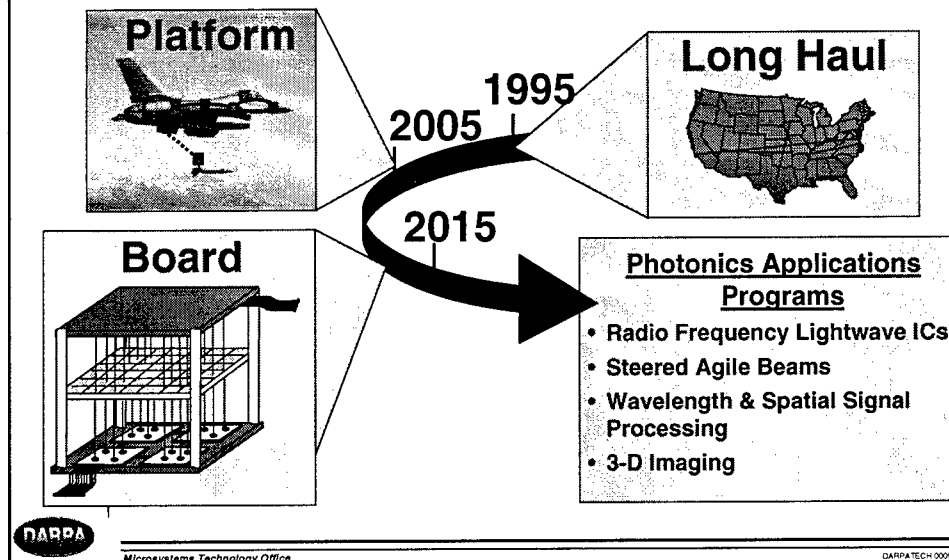 Platform
Long Haul
1995
2005
2015
Board
Photonics Applications
Programs
• Radio Frequency Lightwave ICs
• Steered Agile Beams
• Wavelength & Spatial Signal
Processing
• 3-D Imaging
DARPA
Microsystems Technology Office